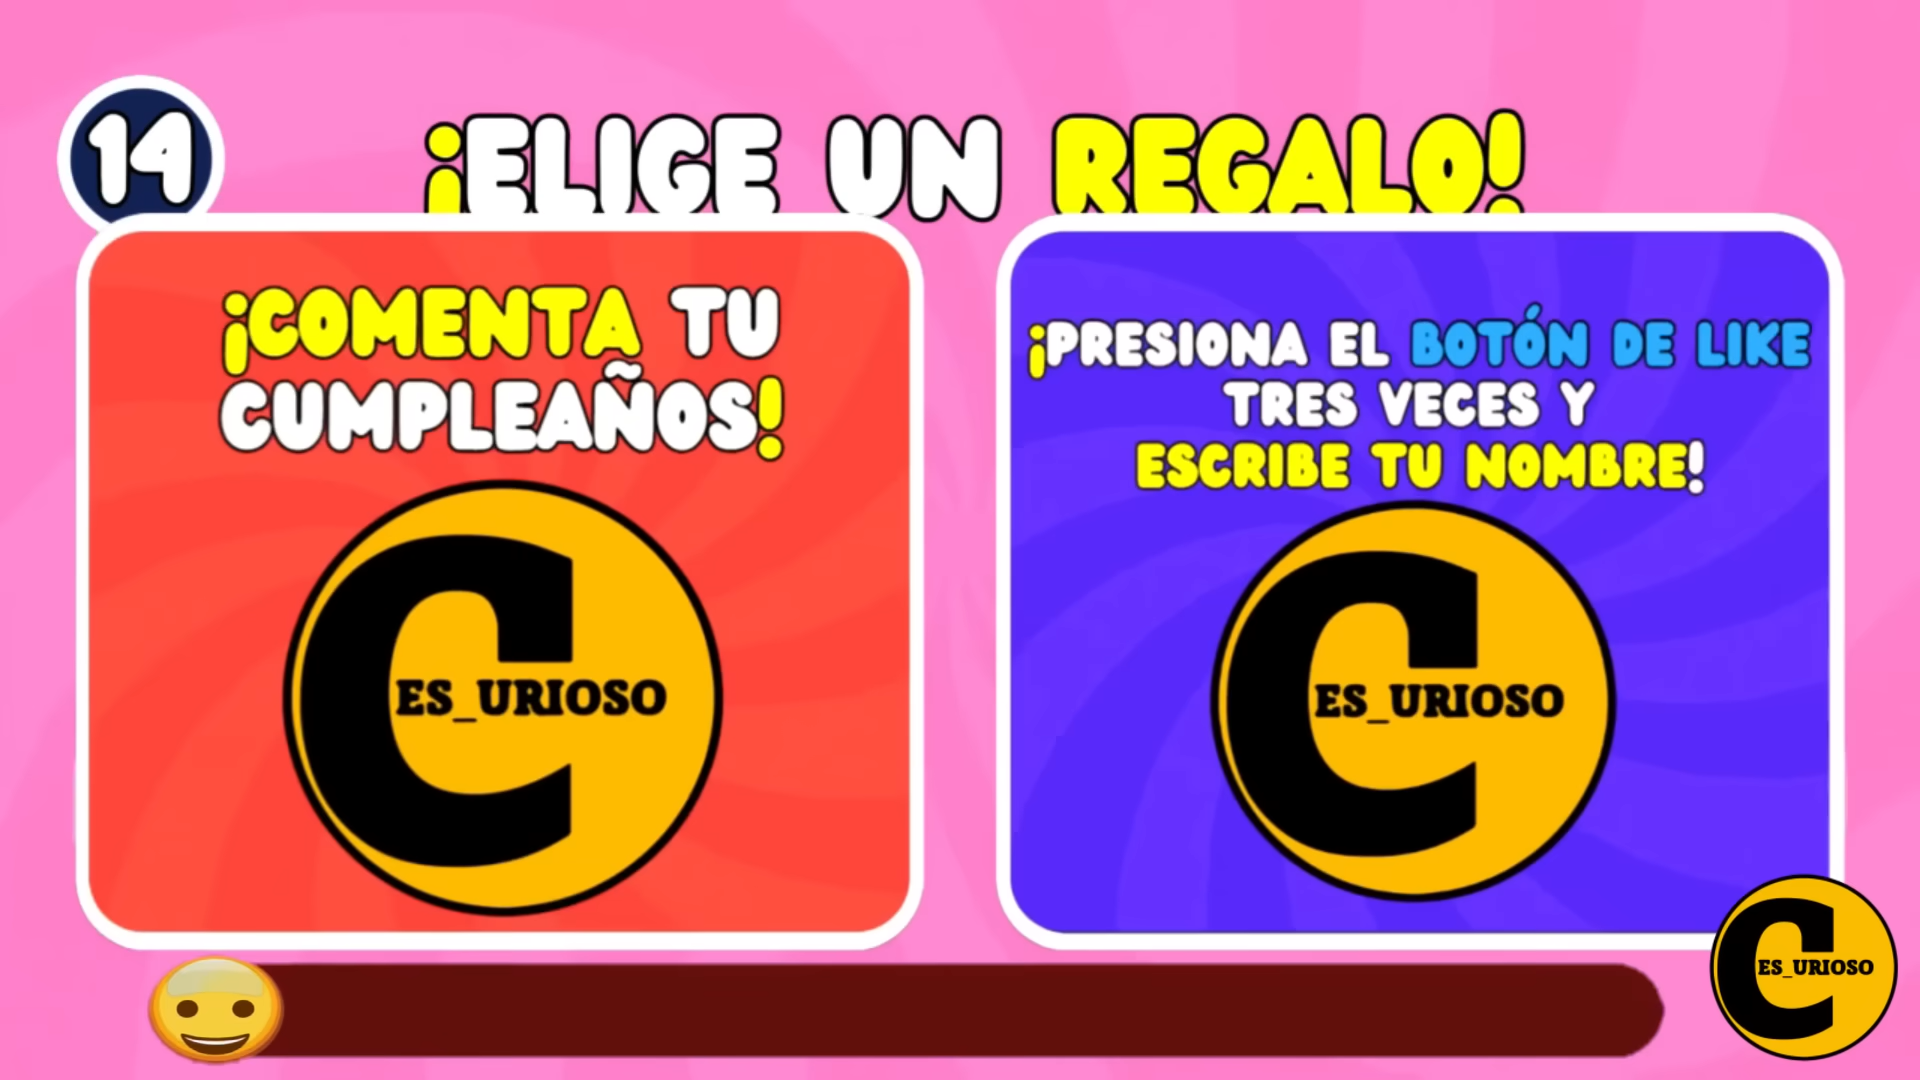 14
¡ELIGE UN REGALO!
¡COMENTA TU
CUMPLEAÑOS!
ES_URIOSO
C
¡PRESIONA EL BOTÓN DE LIKE
TRES VECES Y
ESCRIBE TU NOMBRE!
ES_URIOSO
C
ES_URIOSO
C